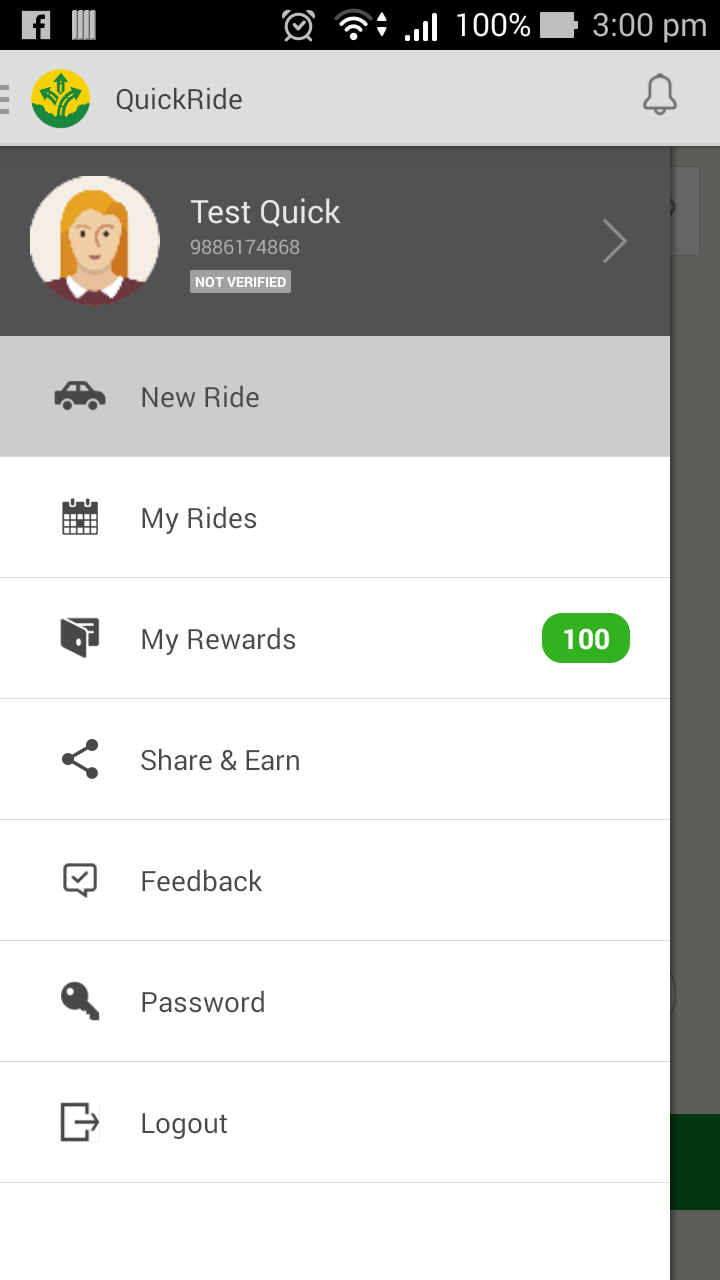 100% 3:00 pm
QuickRide
Test Quick
9886174868
NOT VERIFIED
New Ride
My Rides
My Rewards 100
Share & Earn
Feedback
Password
Logout